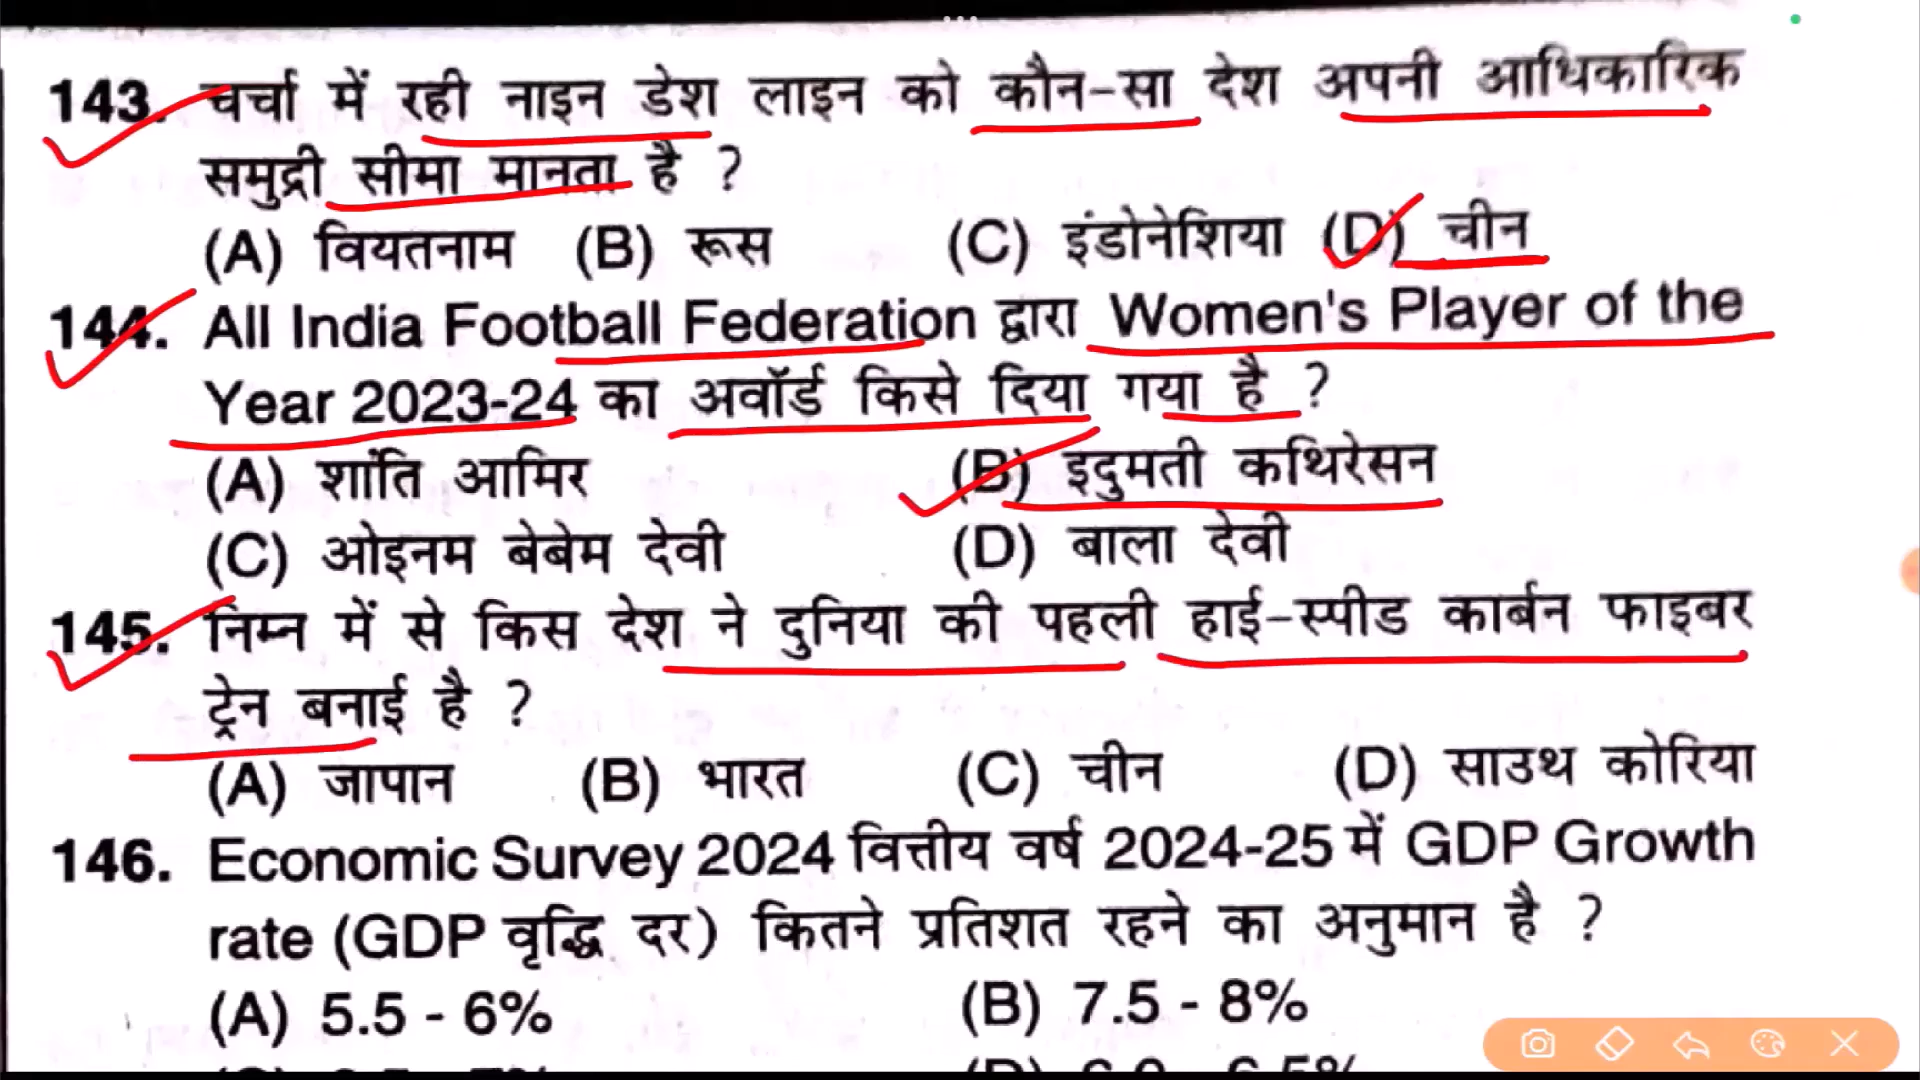 143. चर्चा में रही नाइन डेश लाइन को कौन-सा देश अपनी आधिकारिक
समुद्री सीमा मानता है ?
(A) वियतनाम (B) रूस (C) इंडोनेशिया (D) चीन
144. All India Football Federation द्वारा Women's Player of the
Year 2023-24 का अवॉर्ड किसे दिया गया है ?
(A) शांति आमिर (B) इदुमती कथिरेसन
(C) ओइनम बेबेम देवी (D) बाला देवी
145. निम्न में से किस देश ने दुनिया की पहली हाई-स्पीड कार्बन फाइबर
ट्रेन बनाई है ?
(A) जापान (B) भारत (C) चीन (D) साउथ कोरिया
146. Economic Survey 2024 वित्तीय वर्ष 2024-25 में GDP Growth
rate (GDP वृद्धि दर) कितने प्रतिशत रहने का अनुमान है ?
(A) 5.5 - 6% (B) 7.5 - 8%